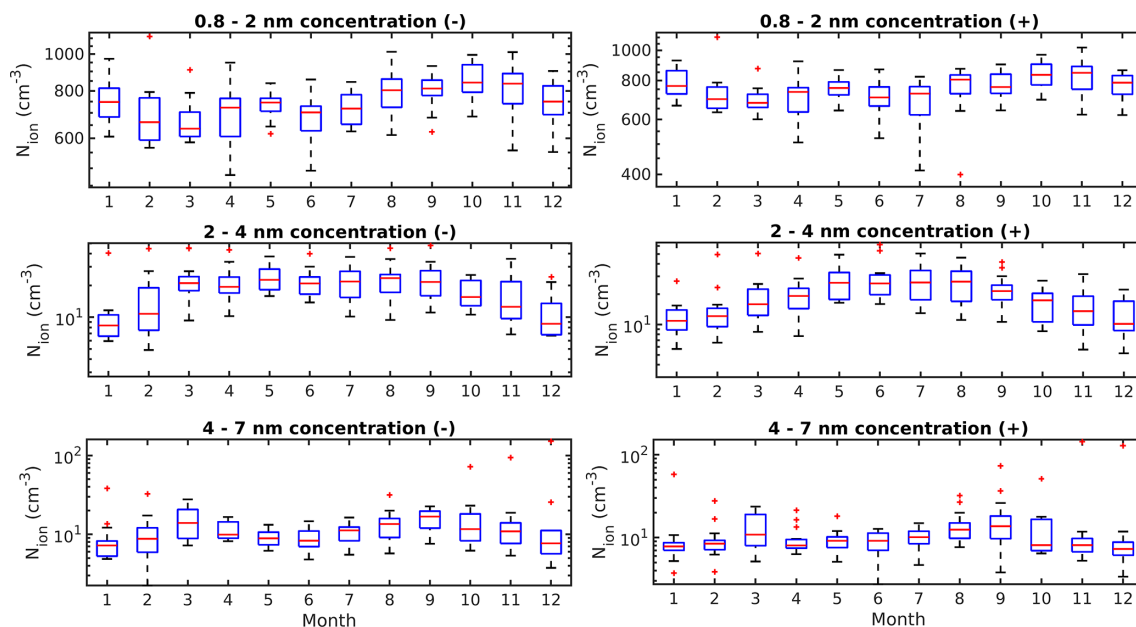 0.8 - 2 nm concentration (-)
1000
800
600
N_ion (cm^-3)
1 2 3 4 5 6 7 8 9 10 11 12
0.8 - 2 nm concentration (+)
1000
800
600
400
N_ion (cm^-3)
1 2 3 4 5 6 7 8 9 10 11 12
2 - 4 nm concentration (-)
10^1
N_ion (cm^-3)
1 2 3 4 5 6 7 8 9 10 11 12
2 - 4 nm concentration (+)
10^1
N_ion (cm^-3)
1 2 3 4 5 6 7 8 9 10 11 12
4 - 7 nm concentration (-)
10^2
10^1
N_ion (cm^-3)
1 2 3 4 5 6 7 8 9 10 11 12
Month
4 - 7 nm concentration (+)
10^2
10^1
N_ion (cm^-3)
1 2 3 4 5 6 7 8 9 10 11 12
Month